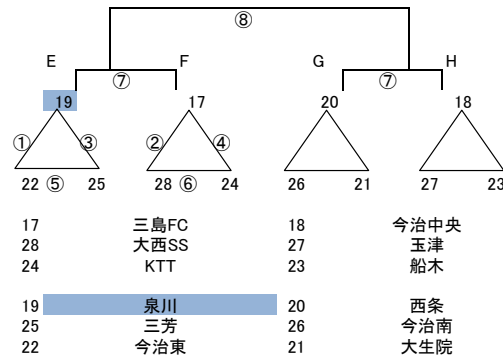 ⑧
E F G H
⑦ ⑦
19 17 20 18
① ③ ② ④
22 ⑤ 25 28 ⑥ 24 26 21 27 23
17 三島FC 18 今治中央
28 大西SS 27 玉津
24 KTT 23 船木
19 泉川 20 西条
25 三芳 26 今治南
22 今治東 21 大生院